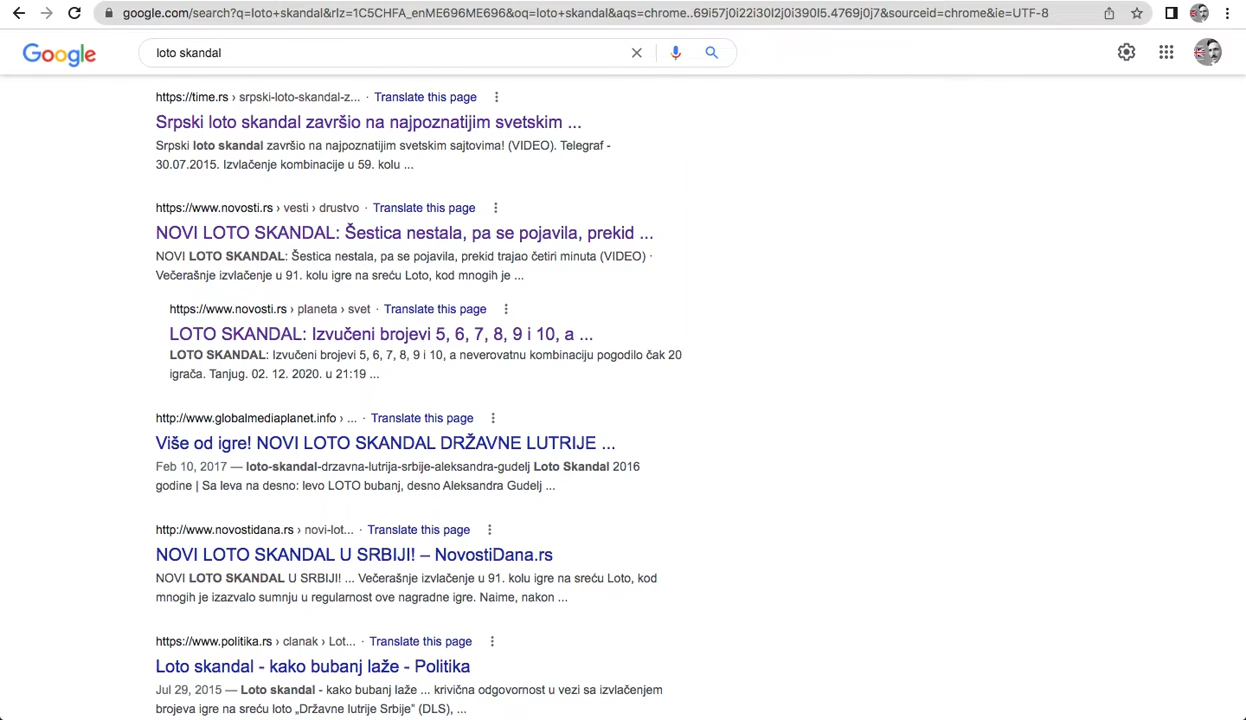 google.com/search?q=loto+skandal&rlz=1C5CHFA_enME696ME696&oq=loto+skandal&aqs=chrome..69i57j0i22i30l2j0i390l5.4769j0j7&sourceid=chrome&ie=UTF-8
Google
loto skandal
https://time.rs › srpski-loto-skandal-z... · Translate this page
Srpski loto skandal završio na najpoznatijim svetskim ...
Srpski loto skandal završio na najpoznatijim svetskim sajtovima! (VIDEO). Telegraf -
30.07.2015. Izvlačenje kombinacije u 59. kolu ...
https://www.novosti.rs › vesti › drustvo · Translate this page
NOVI LOTO SKANDAL: Šestica nestala, pa se pojavila, prekid ...
NOVI LOTO SKANDAL: Šestica nestala, pa se pojavila, prekid trajao četiri minuta (VIDEO) ·
Večerašnje izvlačenje u 91. kolu igre na sreću Loto, kod mnogih je ...
https://www.novosti.rs › planeta › svet · Translate this page
LOTO SKANDAL: Izvučeni brojevi 5, 6, 7, 8, 9 i 10, a ...
LOTO SKANDAL: Izvučeni brojevi 5, 6, 7, 8, 9 i 10, a neverovatnu kombinaciju pogodilo čak 20
igrača. Tanjug. 02. 12. 2020. u 21:19 ...
http://www.globalmediaplanet.info › ... · Translate this page
Više od igre! NOVI LOTO SKANDAL DRŽAVNE LUTRIJE ...
Feb 10, 2017 — loto-skandal-drzavna-lutrija-srbije-aleksandra-gudelj Loto Skandal 2016
godine | Sa leva na desno: levo LOTO bubanj, desno Aleksandra Gudelj ...
http://www.novostidana.rs › novi-lot... · Translate this page
NOVI LOTO SKANDAL U SRBIJI! – NovostiDana.rs
NOVI LOTO SKANDAL U SRBIJI! ... Večerašnje izvlačenje u 91. kolu igre na sreću Loto, kod
mnogih je izazvalo sumnju u regularnost ove nagradne igre. Naime, nakon ...
https://www.politika.rs › clanak › Lot... · Translate this page
Loto skandal - kako bubanj laže - Politika
Jul 29, 2015 — Loto skandal - kako bubanj laže ... krivična odgovornost u vezi sa izvlačenjem
brojeva igre na sreću loto „Državne lutrije Srbije” (DLS), ...